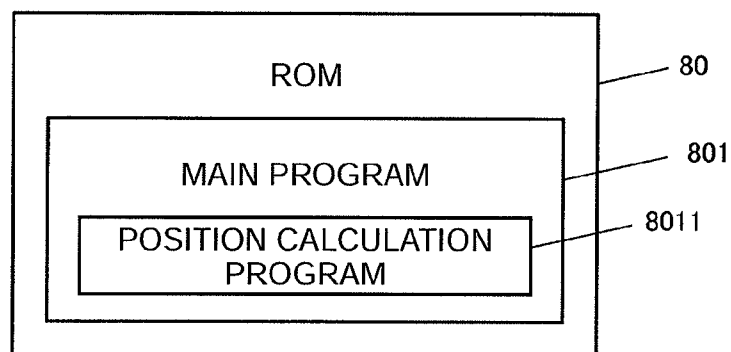 ROM
80
MAIN PROGRAM
801
POSITION CALCULATION
PROGRAM
8011